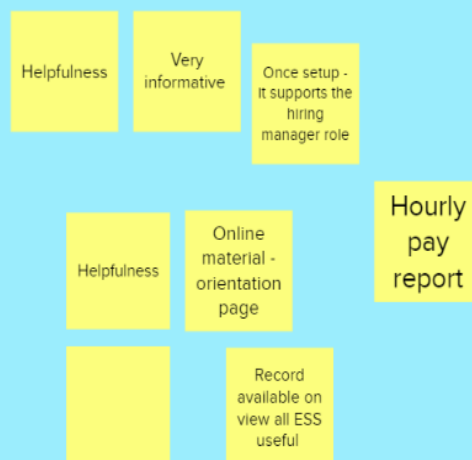 Helpfulness
Very
informative
Once setup -
it supports the
hiring
manager role
Hourly
pay
report
Helpfulness
Online
material -
orientation
page
Record
available on
view all ESS
useful